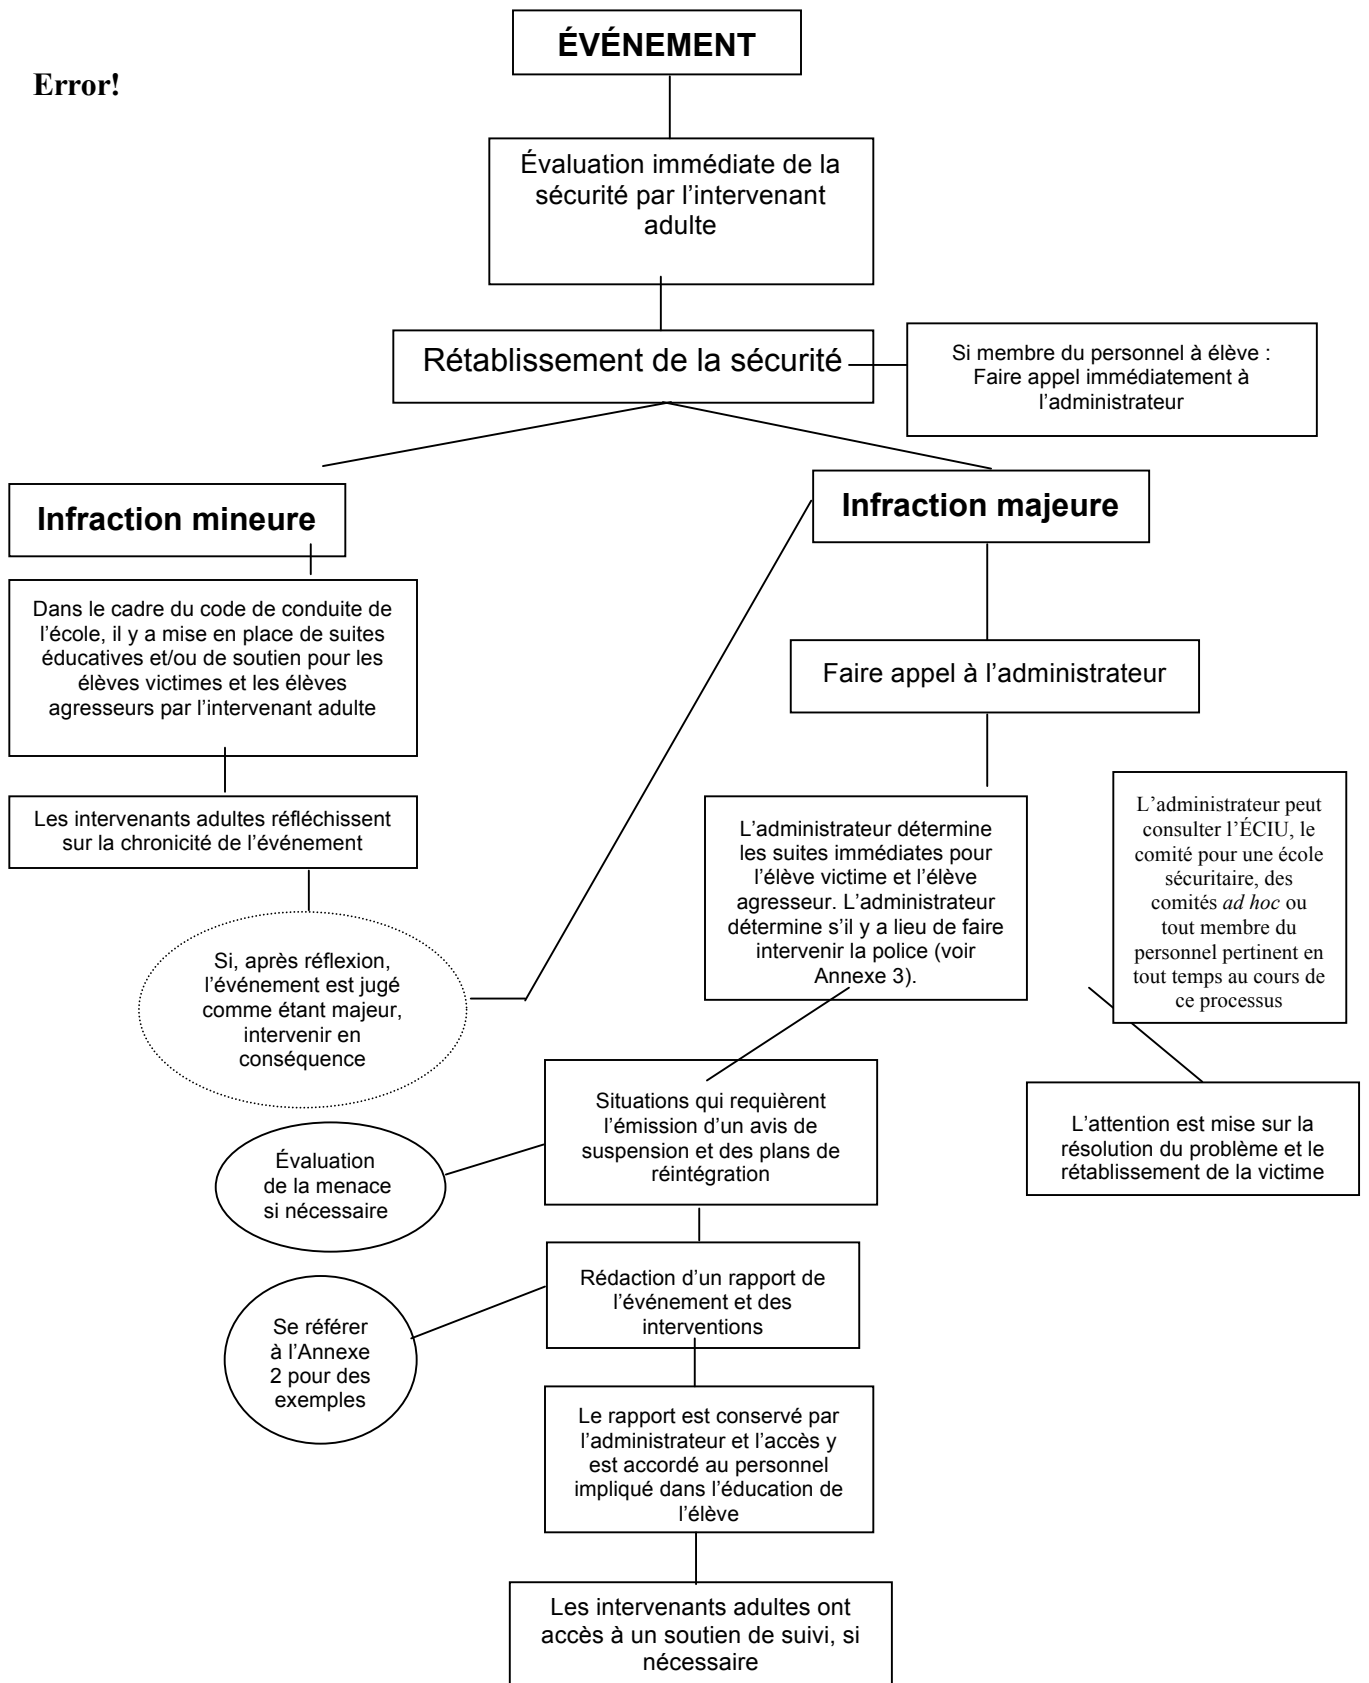 ÉVÉNEMENT
Error!
Évaluation immédiate de la
sécurité par l’intervenant
adulte
Rétablissement de la sécurité
Si membre du personnel à élève :
Faire appel immédiatement à
l’administrateur
Infraction mineure
Infraction majeure
Dans le cadre du code de conduite de
l’école, il y a mise en place de suites
éducatives et/ou de soutien pour les
élèves victimes et les élèves
agresseurs par l’intervenant adulte
Faire appel à l’administrateur
Les intervenants adultes réfléchissent
sur la chronicité de l’événement
L’administrateur détermine
les suites immédiates pour
l’élève victime et l’élève
agresseur. L’administrateur
détermine s’il y a lieu de faire
intervenir la police (voir
Annexe 3).
L’administrateur peut
consulter l’ÉCIU, le
comité pour une école
sécuritaire, des
comités ad hoc ou
tout membre du
personnel pertinent en
tout temps au cours de
ce processus
Si, après réflexion,
l’événement est jugé
comme étant majeur,
intervenir en
conséquence
Situations qui requièrent
l’émission d’un avis de
suspension et des plans de
réintégration
L’attention est mise sur la
résolution du problème et le
rétablissement de la victime
Évaluation
de la menace
si nécessaire
Rédaction d’un rapport de
l’événement et des
interventions
Se référer
à l’Annexe
2 pour des
exemples
Le rapport est conservé par
l’administrateur et l’accès y
est accordé au personnel
impliqué dans l’éducation de
l’élève
Les intervenants adultes ont
accès à un soutien de suivi, si
nécessaire